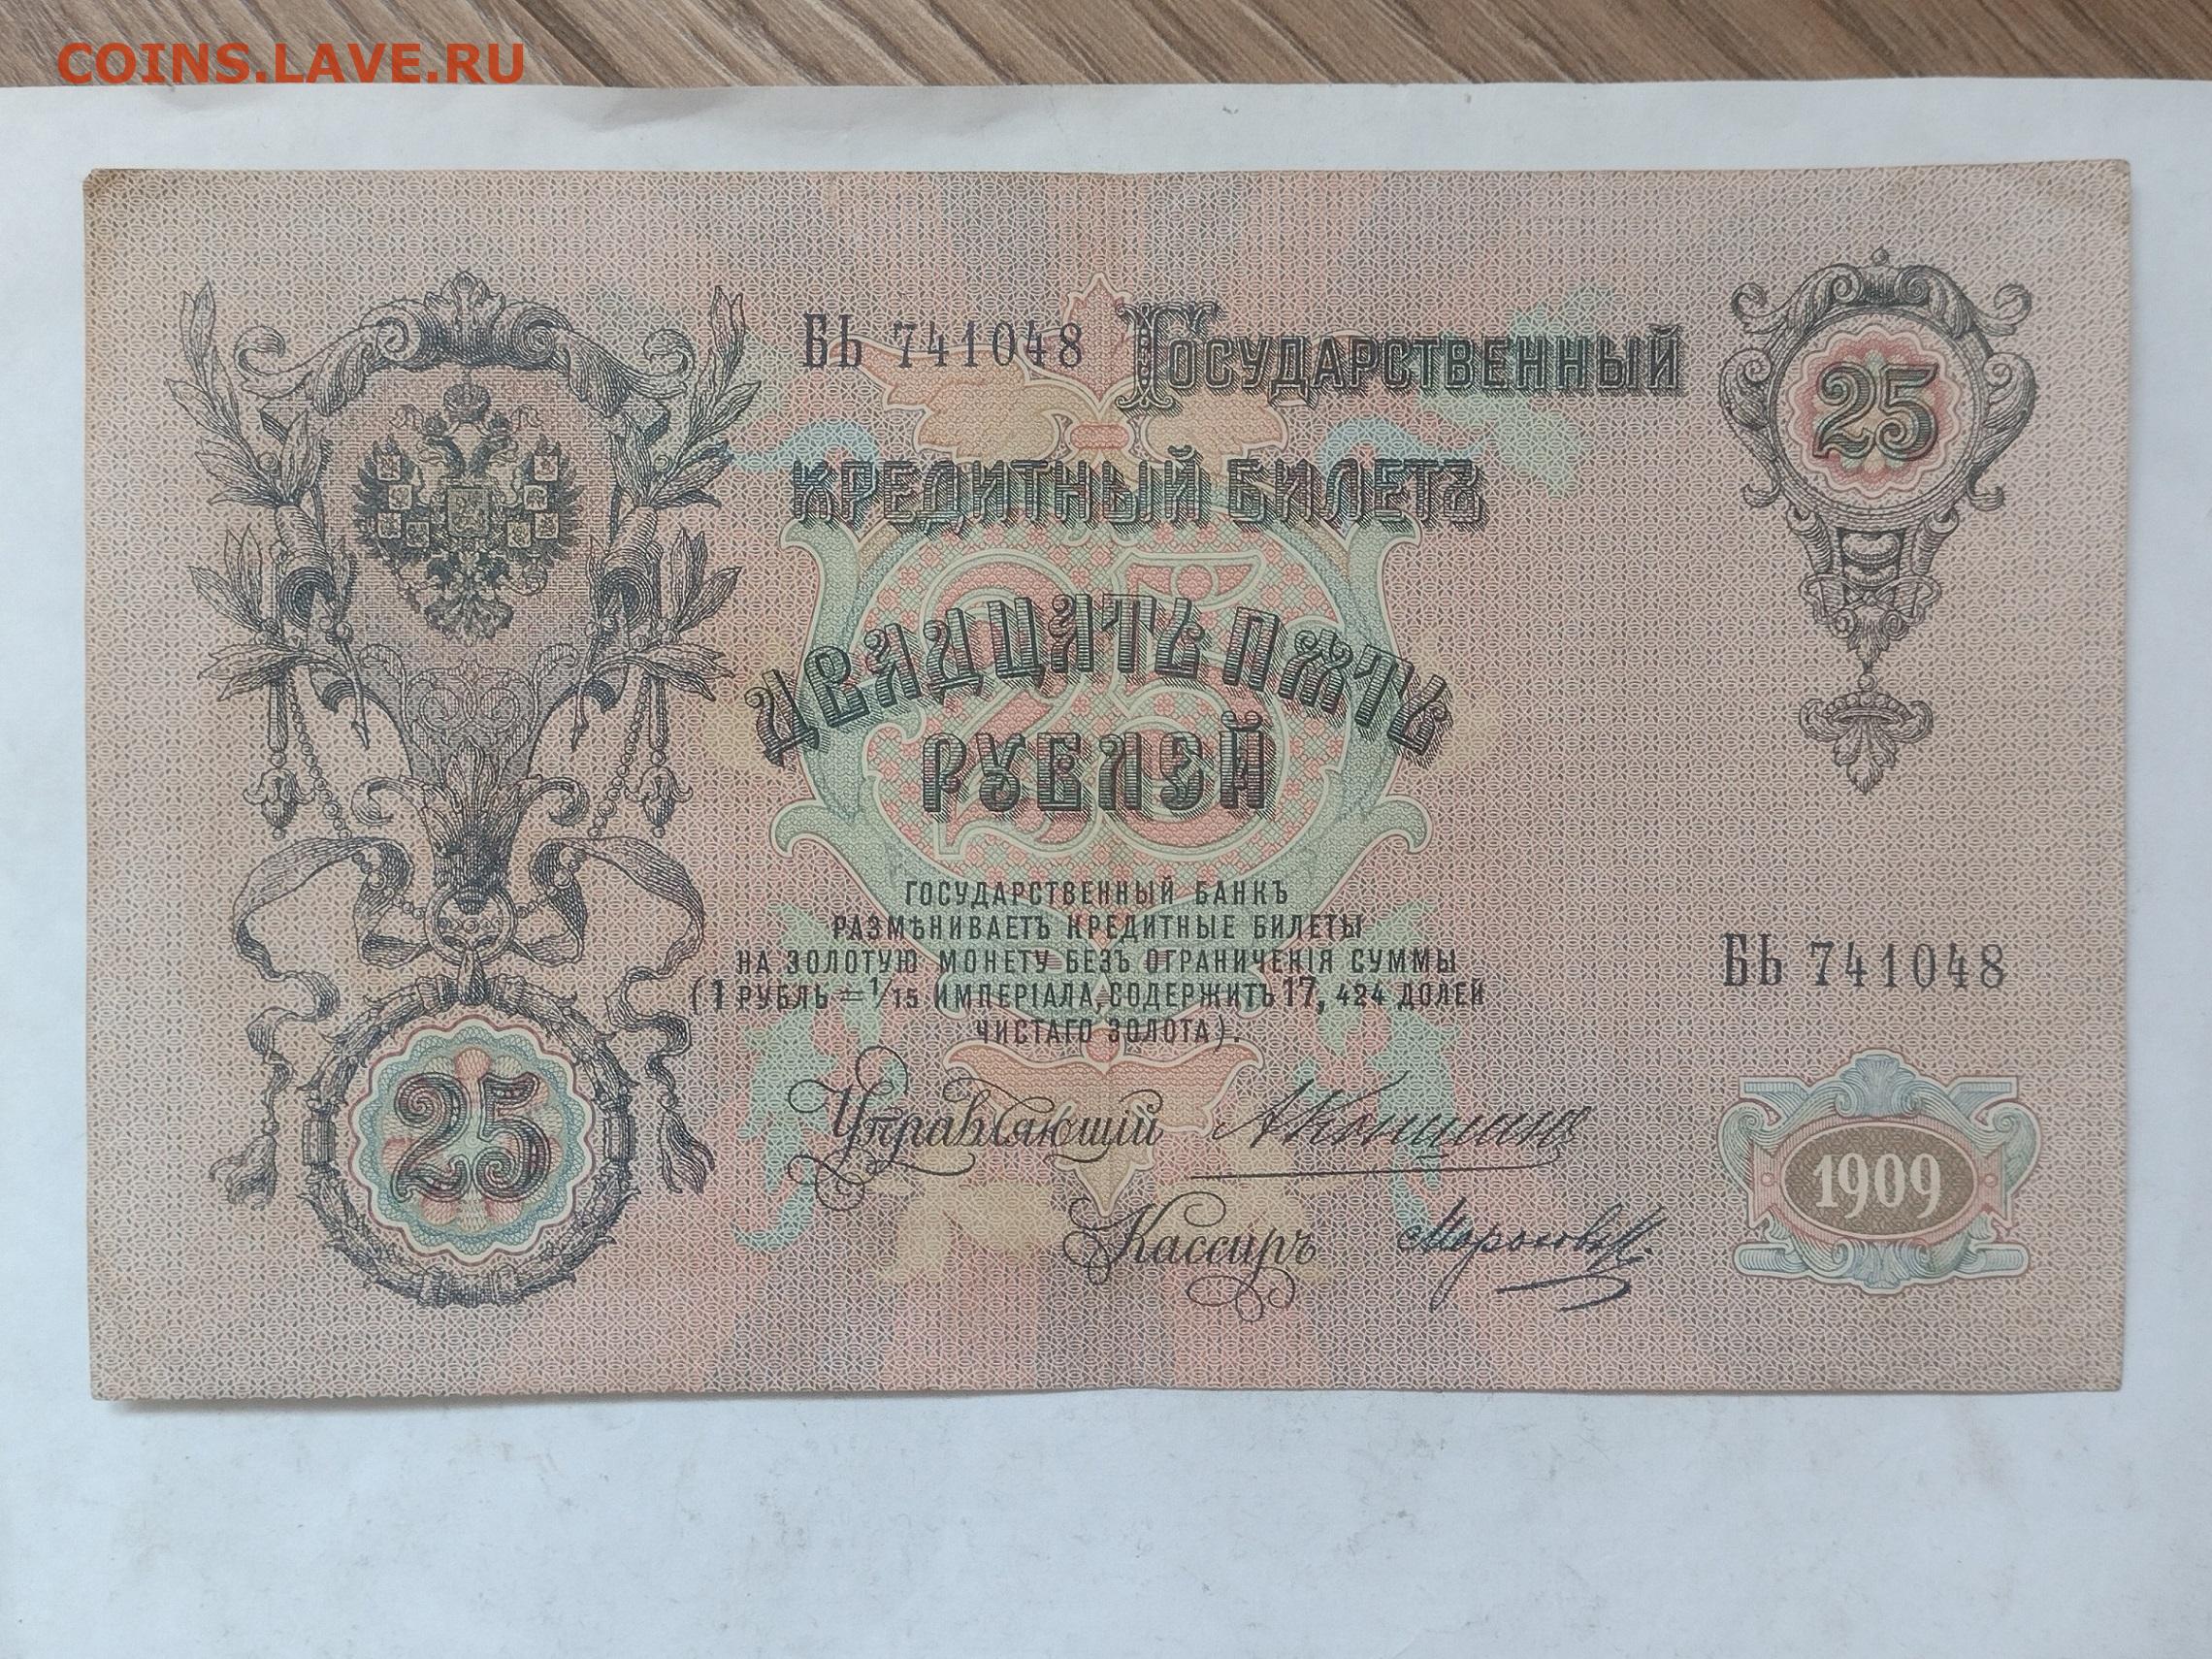 COINS.LAVE.RU
БЬ 741048 ГОСУДАРСТВЕННЫЙ 25
КРЕДИТНЫЙ БИЛЕТЪ
25
ДВАДЦАТЬ ПЯТЬ
РУБЛЕЙ
ГОСУДАРСТВЕННЫЙ БАНКЪ
РАЗМѢНИВАЕТЪ КРЕДИТНЫЕ БИЛЕТЫ
НА ЗОЛОТУЮ МОНЕТУ БЕЗЪ ОГРАНИЧЕНІЯ СУММЫ
(1 РУБЛЬ = 1/15 ИМПЕРІАЛА, СОДЕРЖИТЪ 17,424 ДОЛЕЙ
ЧИСТАГО ЗОЛОТА).
БЬ 741048
25
Управляющій АКоншинъ
Кассиръ
1909